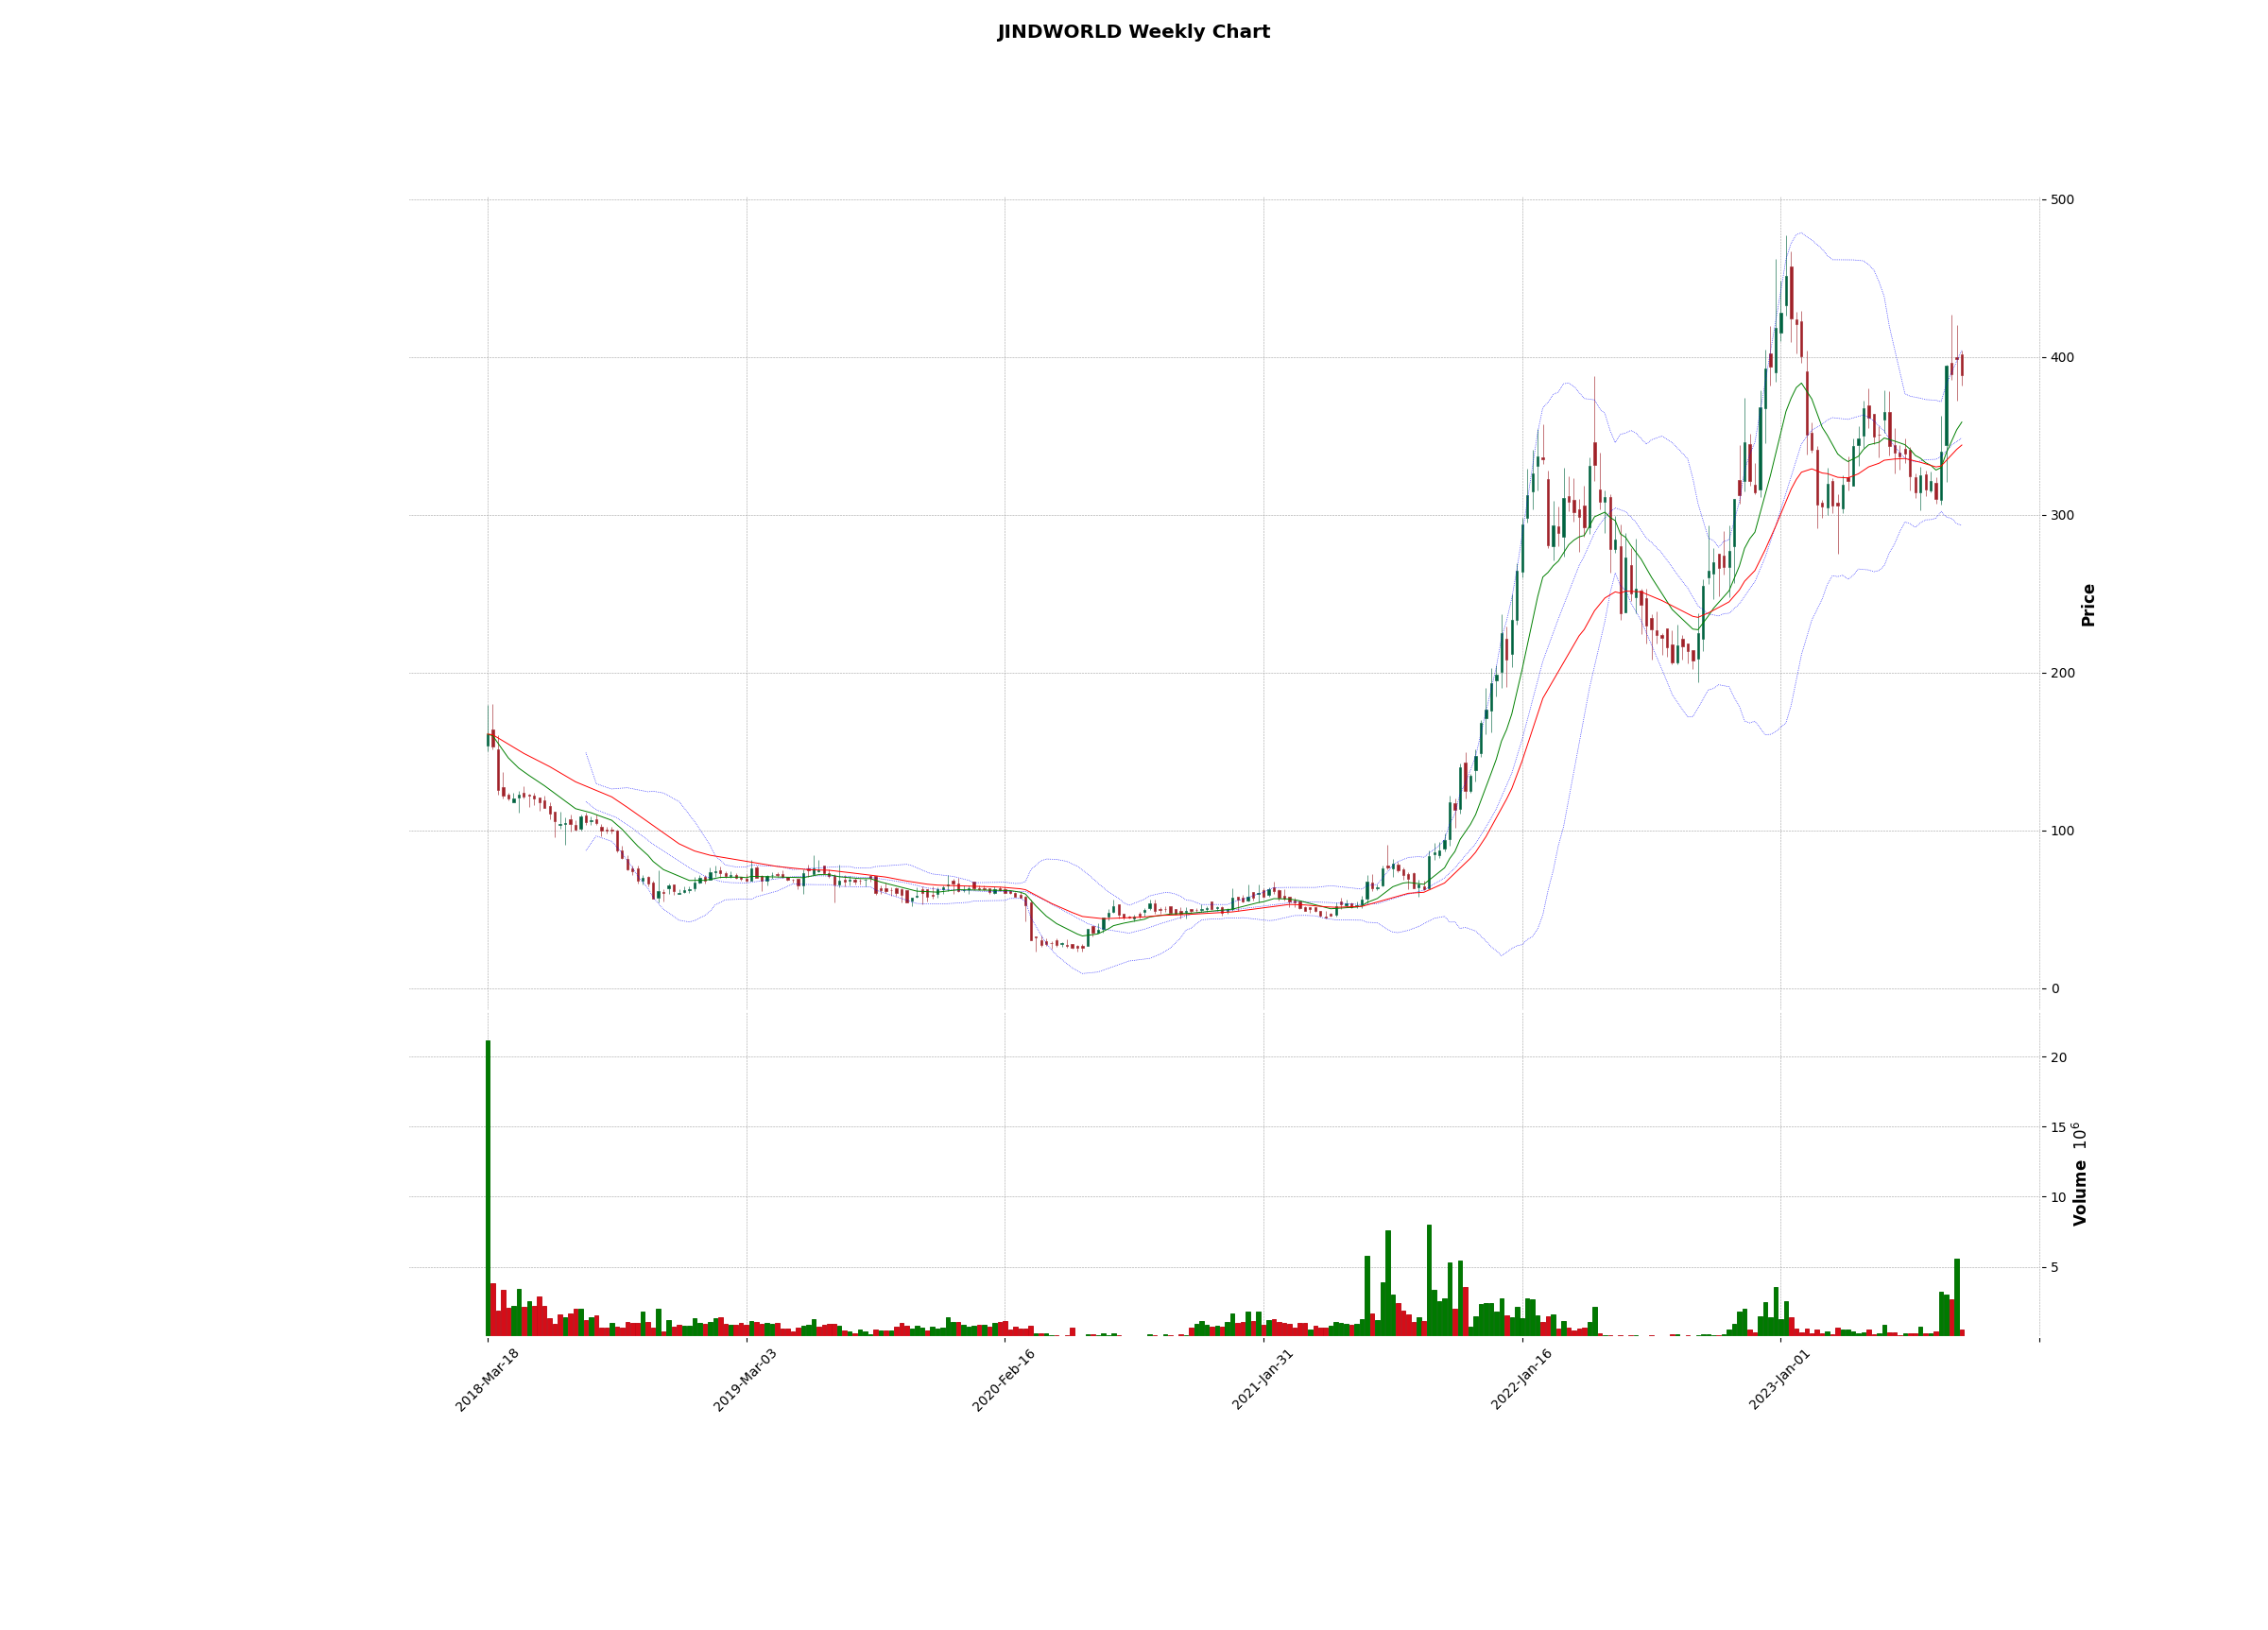 JINDWORLD Weekly Chart
500
400
300
200
100
0
Price
20
15
10
5
Volume 10^6
2018-Mar-18
2019-Mar-03
2020-Feb-16
2021-Jan-31
2022-Jan-16
2023-Jan-01